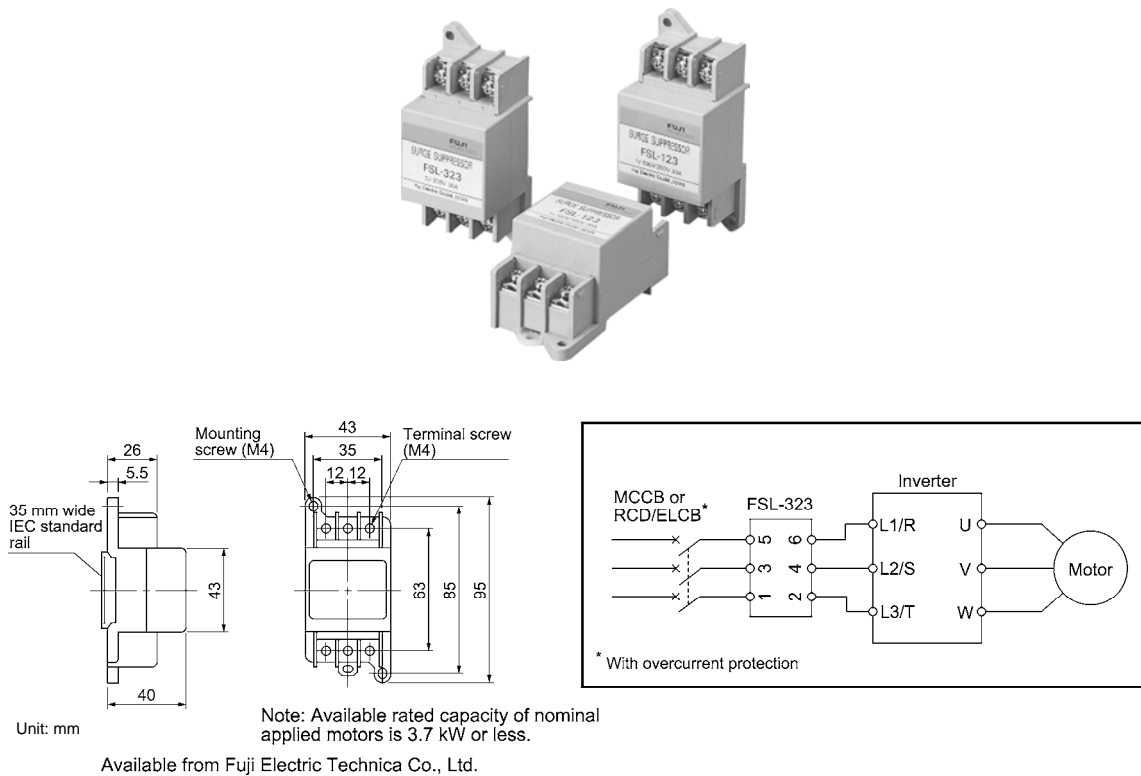 FUJI
SURGE SUPPRESSOR
FSL-323
FUJI
SURGE SUPPRESSOR
FSL-123
FUJI
SURGE SUPPRESSOR
FSL-123
Mounting
screw (M4)
43
35
12 12
Terminal screw
(M4)
26
5.5
35 mm wide
IEC standard
rail
43
40
63
85
95
Unit: mm
MCCB or
RCD/ELCB*
FSL-323
Inverter
5 6
3 4
1 2
L1/R
L2/S
L3/T
U
V
W
Motor
* With overcurrent protection
Note: Available rated capacity of nominal
applied motors is 3.7 kW or less.
Available from Fuji Electric Technica Co., Ltd.